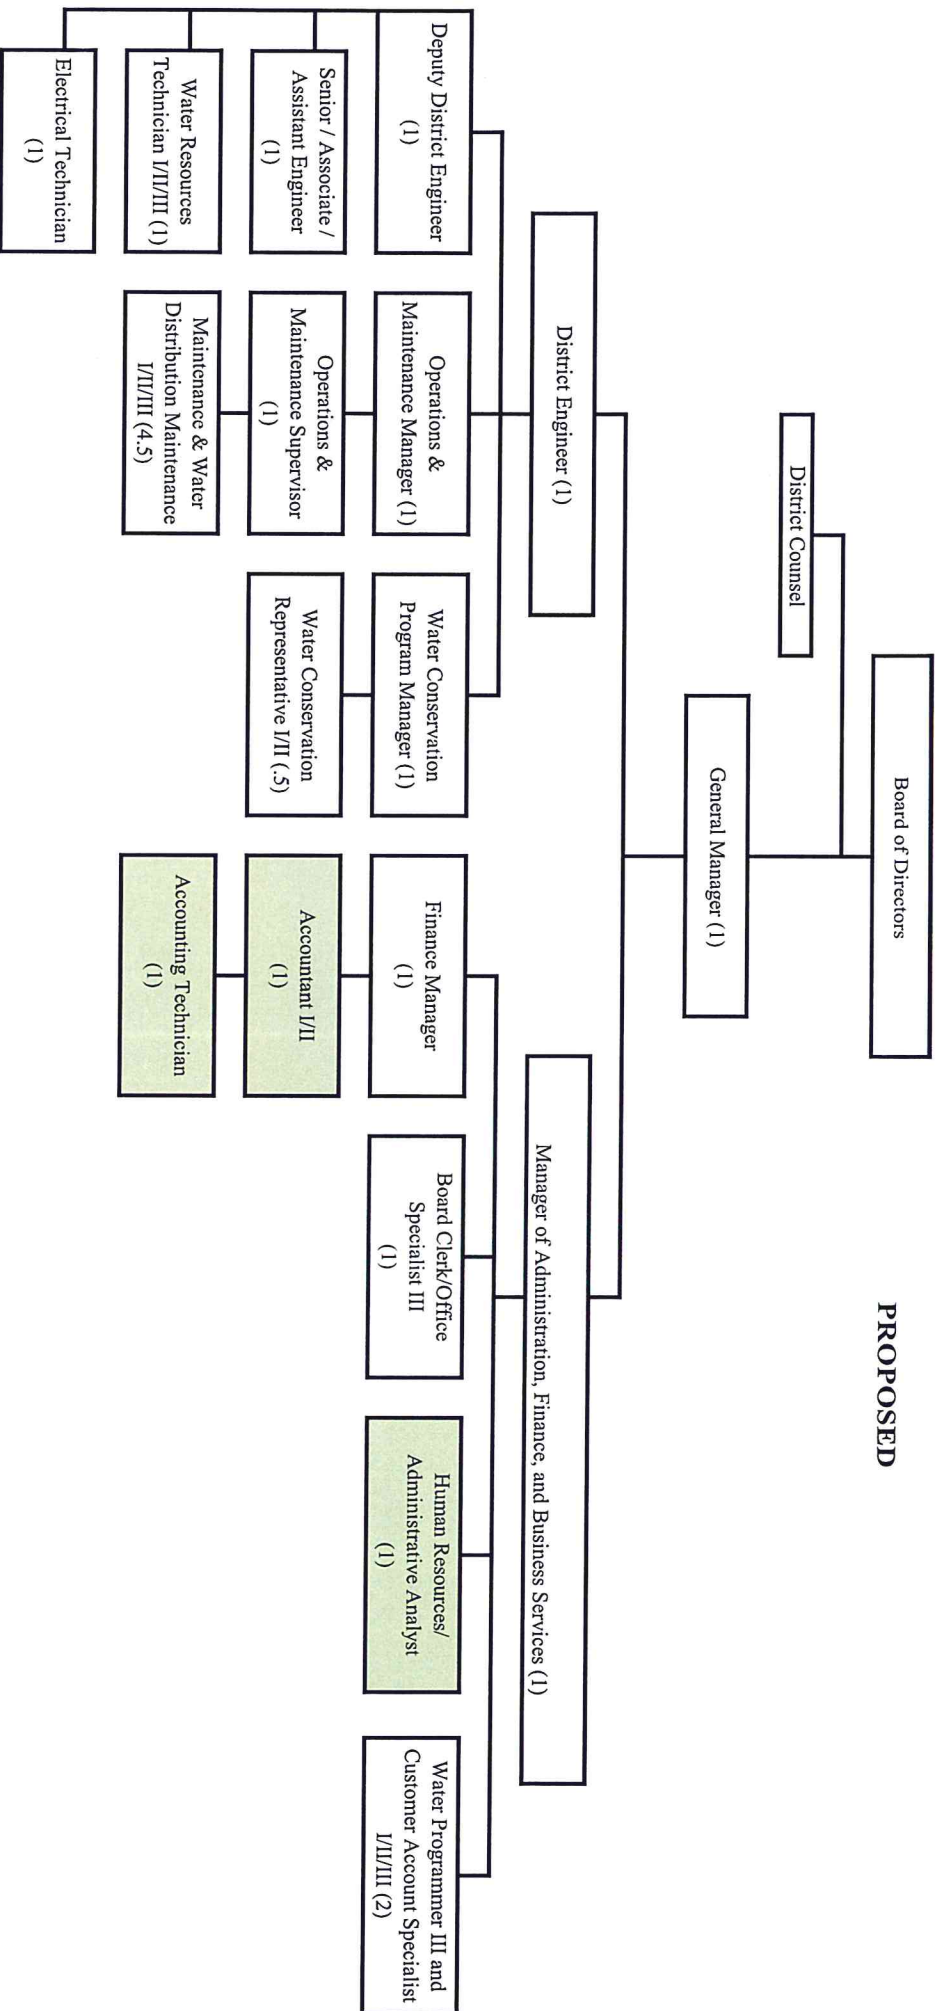 PROPOSED
Board of Directors
District Counsel
General Manager (1)
District Engineer (1)
Manager of Administration, Finance, and Business Services (1)
Deputy District Engineer
(1)
Operations &
Maintenance Manager (1)
Water Conservation
Program Manager (1)
Finance Manager
(1)
Board Clerk/Office
Specialist III
(1)
Human Resources/
Administrative Analyst
(1)
Water Programmer III and
Customer Account Specialist
I/II/III (2)
Senior / Associate /
Assistant Engineer
(1)
Operations &
Maintenance Supervisor
(1)
Water Conservation
Representative I/II (.5)
Accountant I/II
(1)
Water Resources
Technician I/II/III (1)
Maintenance & Water
Distribution Maintenance
I/II/III (4.5)
Accounting Technician
(1)
Electrical Technician
(1)